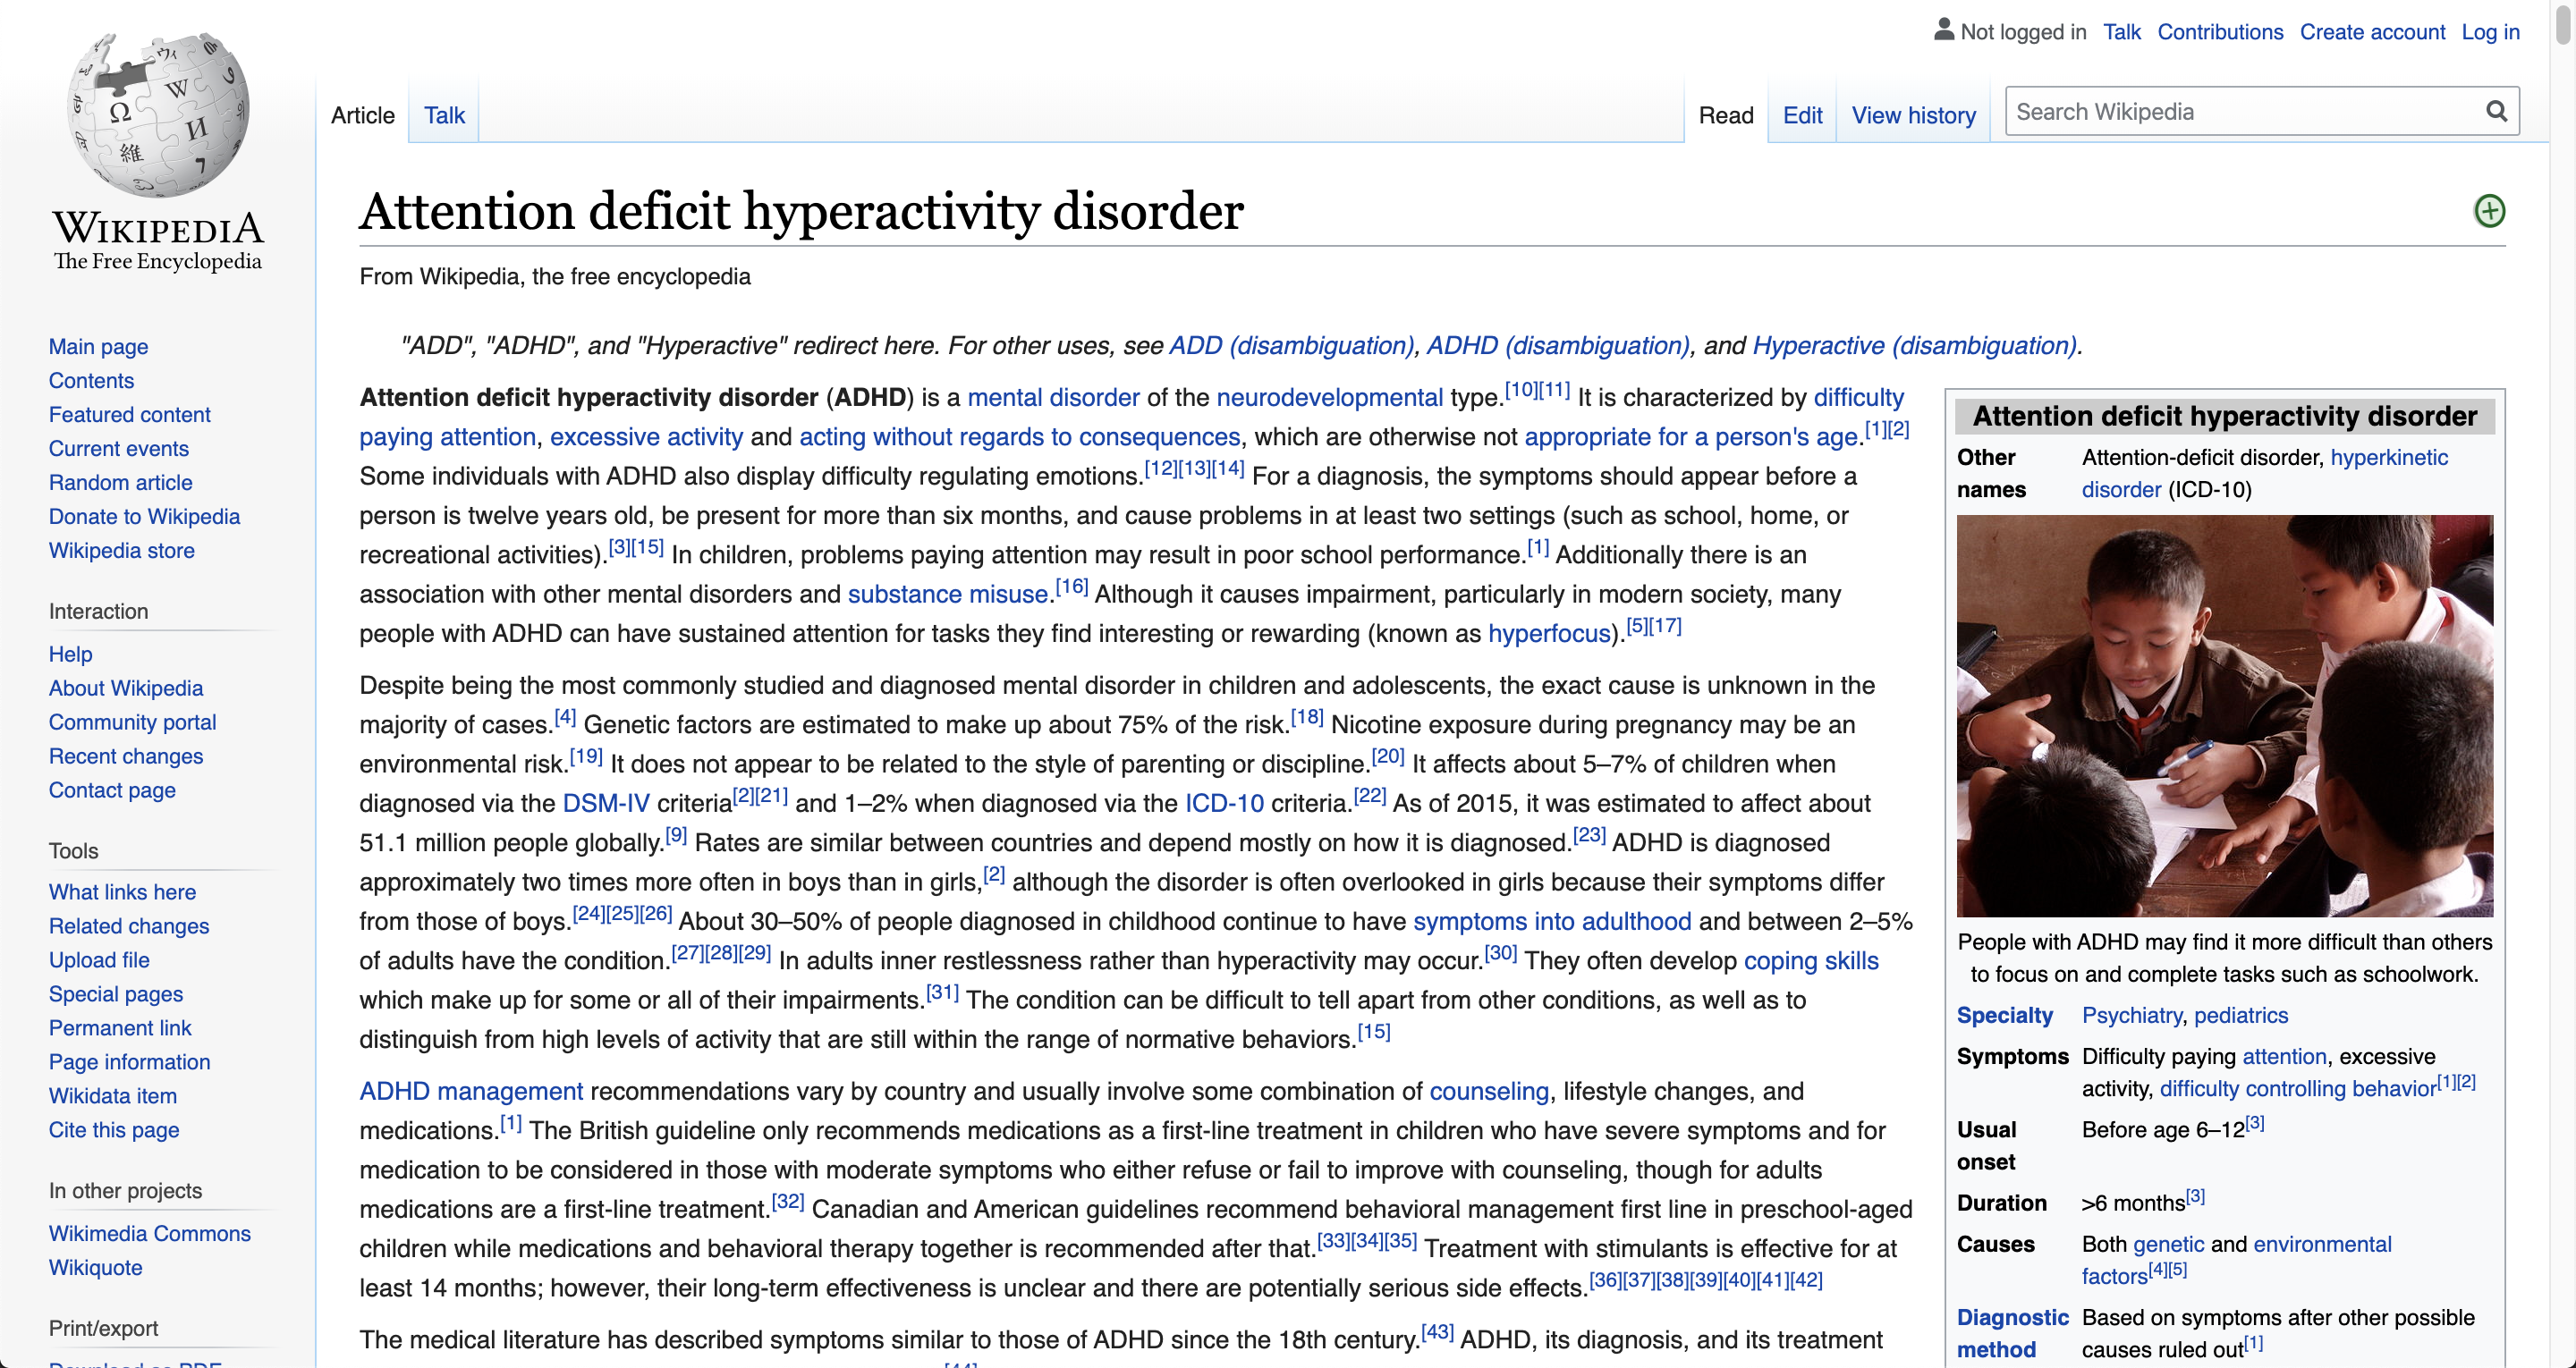 Not logged in Talk Contributions Create account Log in
Article Talk Read Edit View history Search Wikipedia
WIKIPEDIA
The Free Encyclopedia
Main page
Contents
Featured content
Current events
Random article
Donate to Wikipedia
Wikipedia store
Interaction
Help
About Wikipedia
Community portal
Recent changes
Contact page
Tools
What links here
Related changes
Upload file
Special pages
Permanent link
Page information
Wikidata item
Cite this page
In other projects
Wikimedia Commons
Wikiquote
Print/export
Download as PDF
Attention deficit hyperactivity disorder
From Wikipedia, the free encyclopedia
"ADD", "ADHD", and "Hyperactive" redirect here. For other uses, see ADD (disambiguation), ADHD (disambiguation), and Hyperactive (disambiguation).
Attention deficit hyperactivity disorder (ADHD) is a mental disorder of the neurodevelopmental type.[10][11] It is characterized by difficulty
paying attention, excessive activity and acting without regards to consequences, which are otherwise not appropriate for a person's age.[1][2]
Some individuals with ADHD also display difficulty regulating emotions.[12][13][14] For a diagnosis, the symptoms should appear before a
person is twelve years old, be present for more than six months, and cause problems in at least two settings (such as school, home, or
recreational activities).[3][15] In children, problems paying attention may result in poor school performance.[1] Additionally there is an
association with other mental disorders and substance misuse.[16] Although it causes impairment, particularly in modern society, many
people with ADHD can have sustained attention for tasks they find interesting or rewarding (known as hyperfocus).[5][17]
Despite being the most commonly studied and diagnosed mental disorder in children and adolescents, the exact cause is unknown in the
majority of cases.[4] Genetic factors are estimated to make up about 75% of the risk.[18] Nicotine exposure during pregnancy may be an
environmental risk.[19] It does not appear to be related to the style of parenting or discipline.[20] It affects about 5–7% of children when
diagnosed via the DSM-IV criteria[2][21] and 1–2% when diagnosed via the ICD-10 criteria.[22] As of 2015, it was estimated to affect about
51.1 million people globally.[9] Rates are similar between countries and depend mostly on how it is diagnosed.[23] ADHD is diagnosed
approximately two times more often in boys than in girls,[2] although the disorder is often overlooked in girls because their symptoms differ
from those of boys.[24][25][26] About 30–50% of people diagnosed in childhood continue to have symptoms into adulthood and between 2–5%
of adults have the condition.[27][28][29] In adults inner restlessness rather than hyperactivity may occur.[30] They often develop coping skills
which make up for some or all of their impairments.[31] The condition can be difficult to tell apart from other conditions, as well as to
distinguish from high levels of activity that are still within the range of normative behaviors.[15]
ADHD management recommendations vary by country and usually involve some combination of counseling, lifestyle changes, and
medications.[1] The British guideline only recommends medications as a first-line treatment in children who have severe symptoms and for
medication to be considered in those with moderate symptoms who either refuse or fail to improve with counseling, though for adults
medications are a first-line treatment.[32] Canadian and American guidelines recommend behavioral management first line in preschool-aged
children while medications and behavioral therapy together is recommended after that.[33][34][35] Treatment with stimulants is effective for at
least 14 months; however, their long-term effectiveness is unclear and there are potentially serious side effects.[36][37][38][39][40][41][42]
The medical literature has described symptoms similar to those of ADHD since the 18th century.[43] ADHD, its diagnosis, and its treatment
[44]
Attention deficit hyperactivity disorder
Other names Attention-deficit disorder, hyperkinetic
disorder (ICD-10)
People with ADHD may find it more difficult than others
to focus on and complete tasks such as schoolwork.
Specialty Psychiatry, pediatrics
Symptoms Difficulty paying attention, excessive
activity, difficulty controlling behavior[1][2]
Usual onset Before age 6–12[3]
Duration >6 months[3]
Causes Both genetic and environmental
factors[4][5]
Diagnostic method Based on symptoms after other possible
causes ruled out[1]